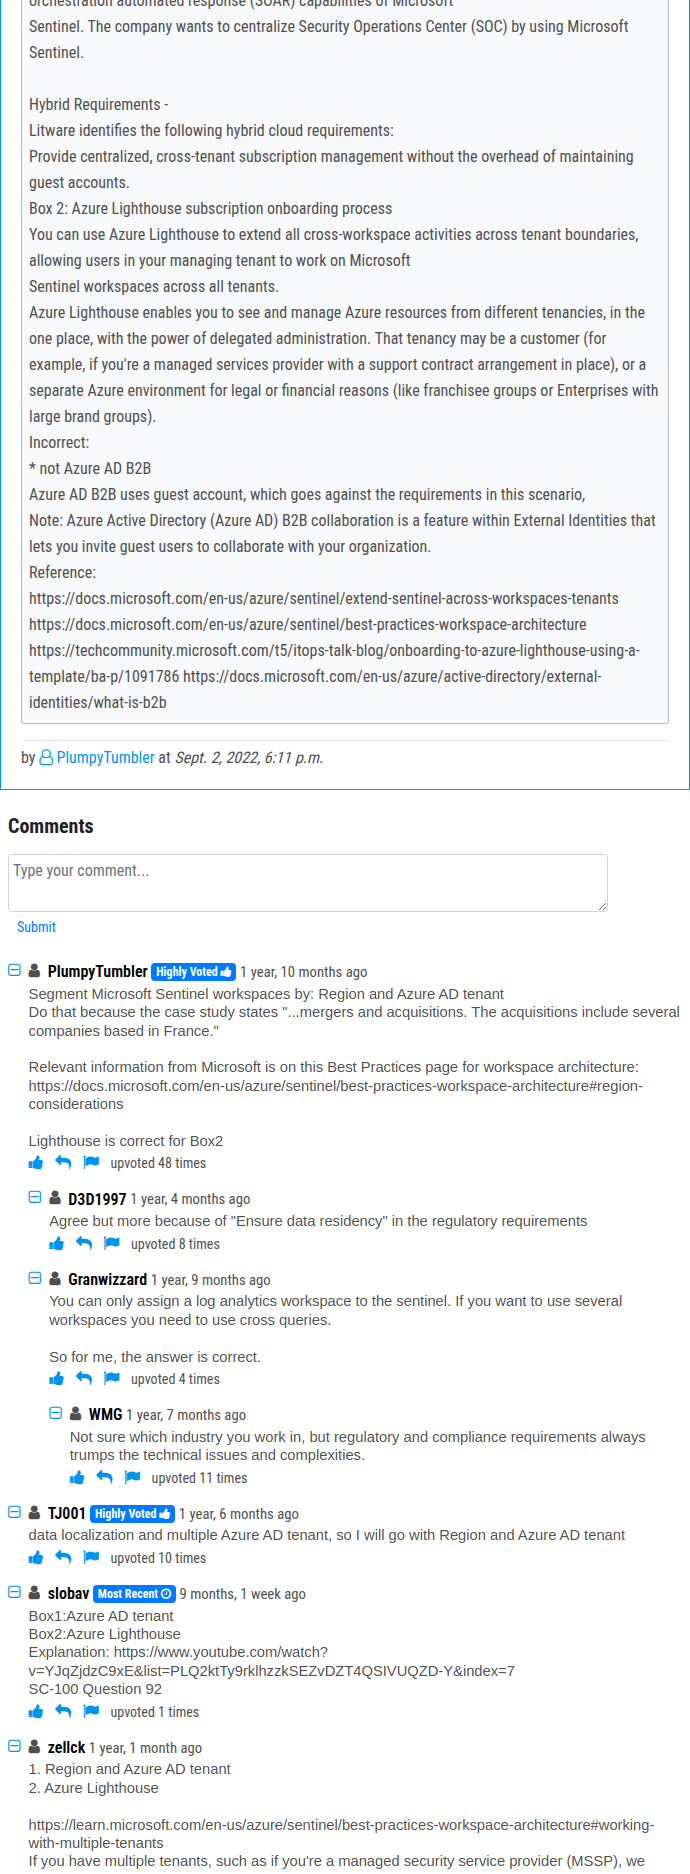 orchestration automated response (SOAR) capabilities of Microsoft
Sentinel. The company wants to centralize Security Operations Center (SOC) by using Microsoft
Sentinel.
Hybrid Requirements -
Litware identifies the following hybrid cloud requirements:
Provide centralized, cross-tenant subscription management without the overhead of maintaining
guest accounts.
Box 2: Azure Lighthouse subscription onboarding process
You can use Azure Lighthouse to extend all cross-workspace activities across tenant boundaries,
allowing users in your managing tenant to work on Microsoft
Sentinel workspaces across all tenants.
Azure Lighthouse enables you to see and manage Azure resources from different tenancies, in the
one place, with the power of delegated administration. That tenancy may be a customer (for
example, if you're a managed services provider with a support contract arrangement in place), or a
separate Azure environment for legal or financial reasons (like franchisee groups or Enterprises with
large brand groups).
Incorrect:
* not Azure AD B2B
Azure AD B2B uses guest account, which goes against the requirements in this scenario,
Note: Azure Active Directory (Azure AD) B2B collaboration is a feature within External Identities that
lets you invite guest users to collaborate with your organization.
Reference:
https://docs.microsoft.com/en-us/azure/sentinel/extend-sentinel-across-workspaces-tenants
https://docs.microsoft.com/en-us/azure/sentinel/best-practices-workspace-architecture
https://techcommunity.microsoft.com/t5/itops-talk-blog/onboarding-to-azure-lighthouse-using-a-
template/ba-p/1091786 https://docs.microsoft.com/en-us/azure/active-directory/external-
identities/what-is-b2b
by PlumpyTumbler at Sept. 2, 2022, 6:11 p.m.
Comments
Type your comment...
Submit
PlumpyTumbler Highly Voted 1 year, 10 months ago
Segment Microsoft Sentinel workspaces by: Region and Azure AD tenant
Do that because the case study states "...mergers and acquisitions. The acquisitions include several
companies based in France."
Relevant information from Microsoft is on this Best Practices page for workspace architecture:
https://docs.microsoft.com/en-us/azure/sentinel/best-practices-workspace-architecture#region-
considerations
Lighthouse is correct for Box2
upvoted 48 times
D3D1997 1 year, 4 months ago
Agree but more because of "Ensure data residency" in the regulatory requirements
upvoted 8 times
Granwizzard 1 year, 9 months ago
You can only assign a log analytics workspace to the sentinel. If you want to use several
workspaces you need to use cross queries.
So for me, the answer is correct.
upvoted 4 times
WMG 1 year, 7 months ago
Not sure which industry you work in, but regulatory and compliance requirements always
trumps the technical issues and complexities.
upvoted 11 times
TJ001 Highly Voted 1 year, 6 months ago
data localization and multiple Azure AD tenant, so I will go with Region and Azure AD tenant
upvoted 10 times
slobav Most Recent 9 months, 1 week ago
Box1:Azure AD tenant
Box2:Azure Lighthouse
Explanation: https://www.youtube.com/watch?
v=YJqZjdzC9xE&list=PLQ2ktTy9rklhzzkSEZvDZT4QSIVUQZD-Y&index=7
SC-100 Question 92
upvoted 1 times
zellck 1 year, 1 month ago
1. Region and Azure AD tenant
2. Azure Lighthouse
https://learn.microsoft.com/en-us/azure/sentinel/best-practices-workspace-architecture#working-
with-multiple-tenants
If you have multiple tenants, such as if you're a managed security service provider (MSSP), we